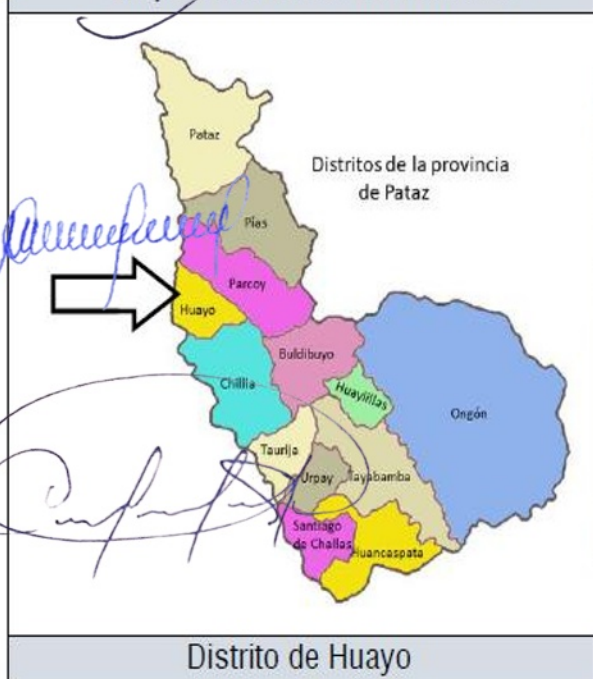 Pataz
Distritos de la provincia
de Pataz
Pías
Parcoy
Huayo
Buldibuyo
Chillia
Huaylillas
Ongón
Taurija
Urpay
Tayabamba
Santiago
de Challas
Huancaspata
Distrito de Huayo